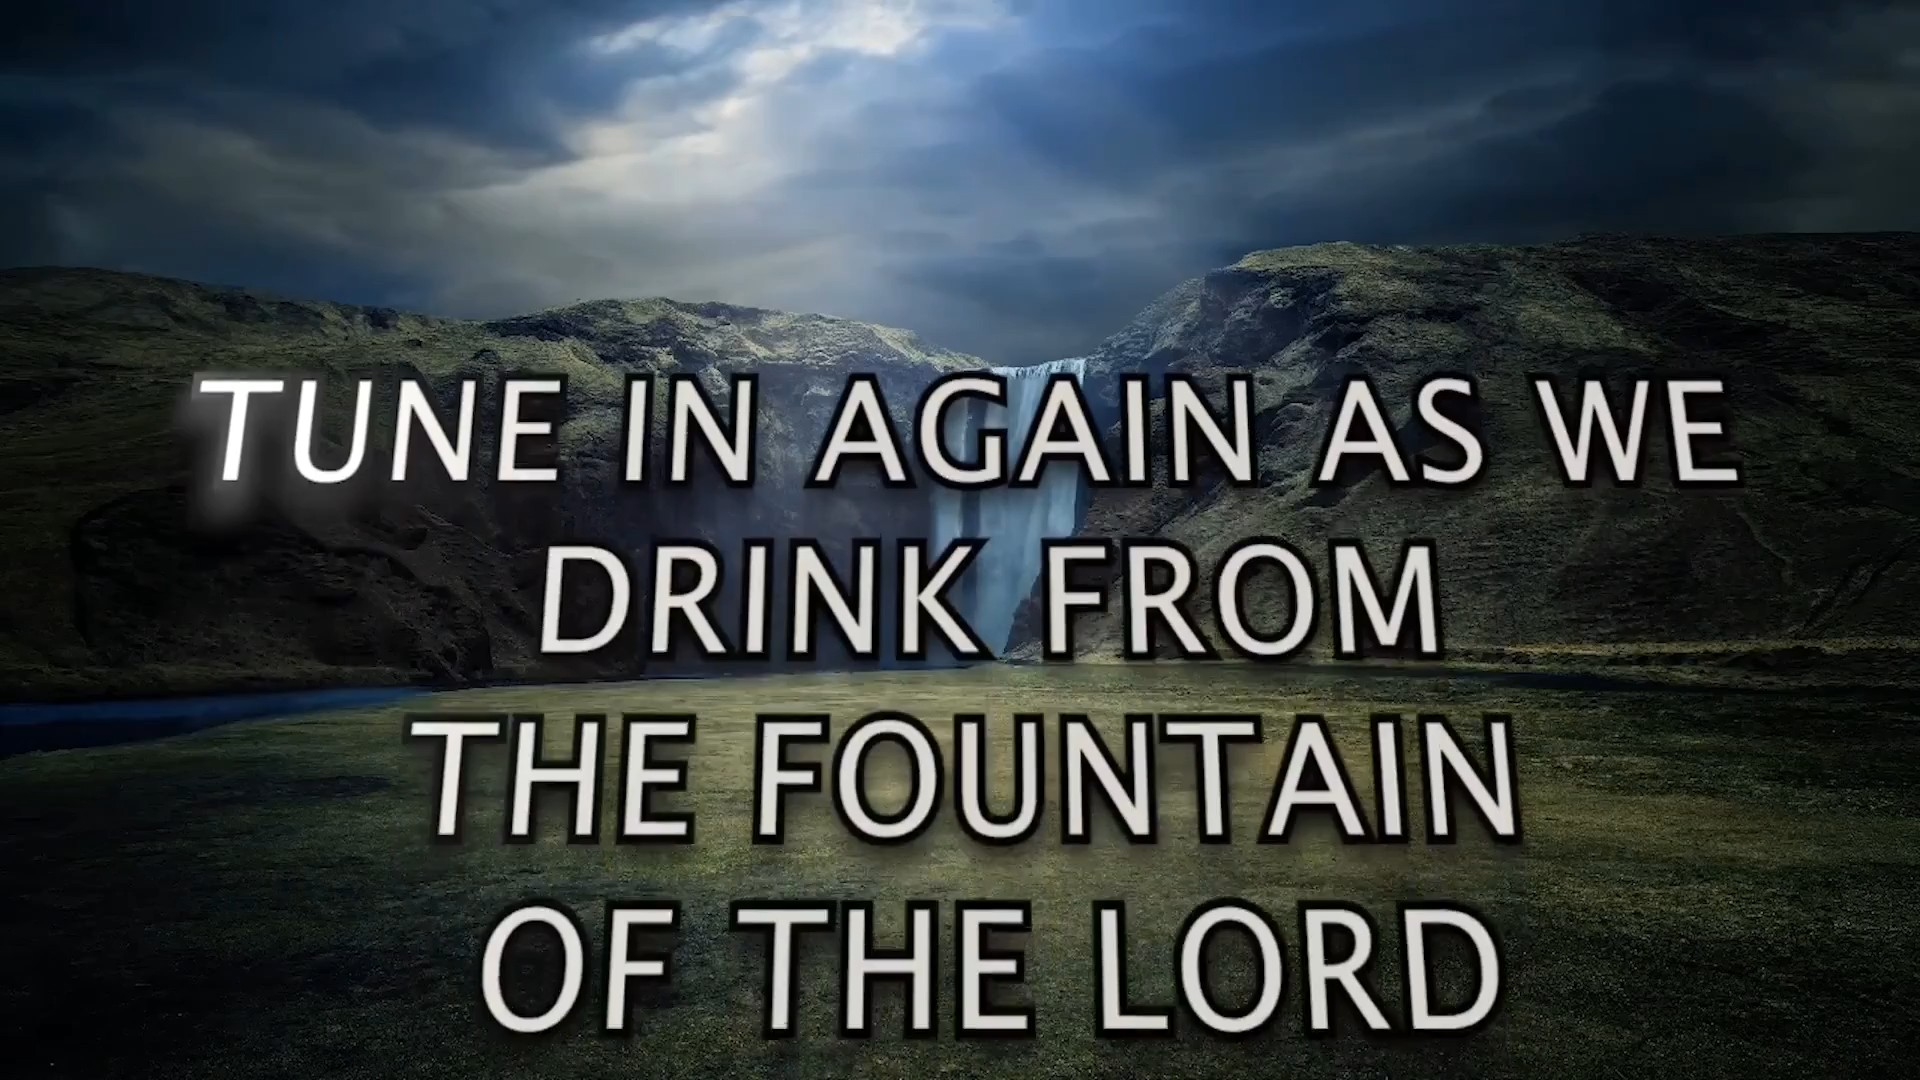 TUNE IN AGAIN AS WE
DRINK FROM
THE FOUNTAIN
OF THE LORD